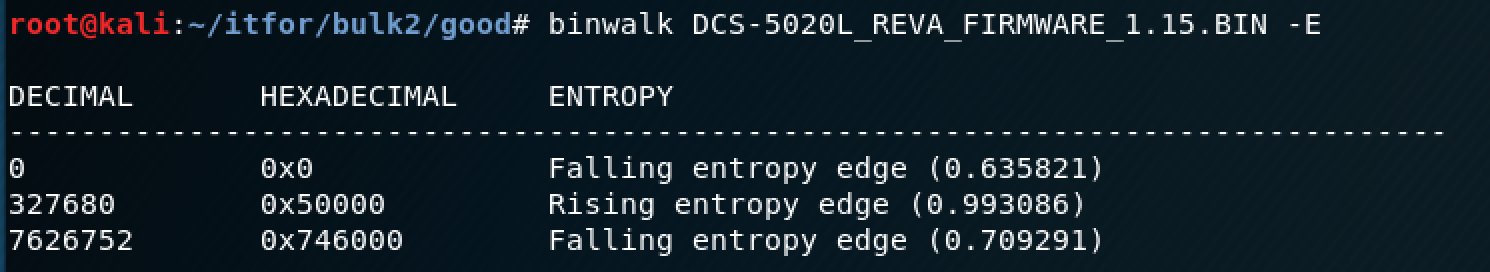 root@kali:~/itfor/bulk2/good# binwalk DCS-5020L_REVA_FIRMWARE_1.15.BIN -E
DECIMAL       HEXADECIMAL     ENTROPY
--------------------------------------------------------------------------------
0             0x0             Falling entropy edge (0.635821)
327680        0x50000         Rising entropy edge (0.993086)
7626752       0x746000        Falling entropy edge (0.709291)